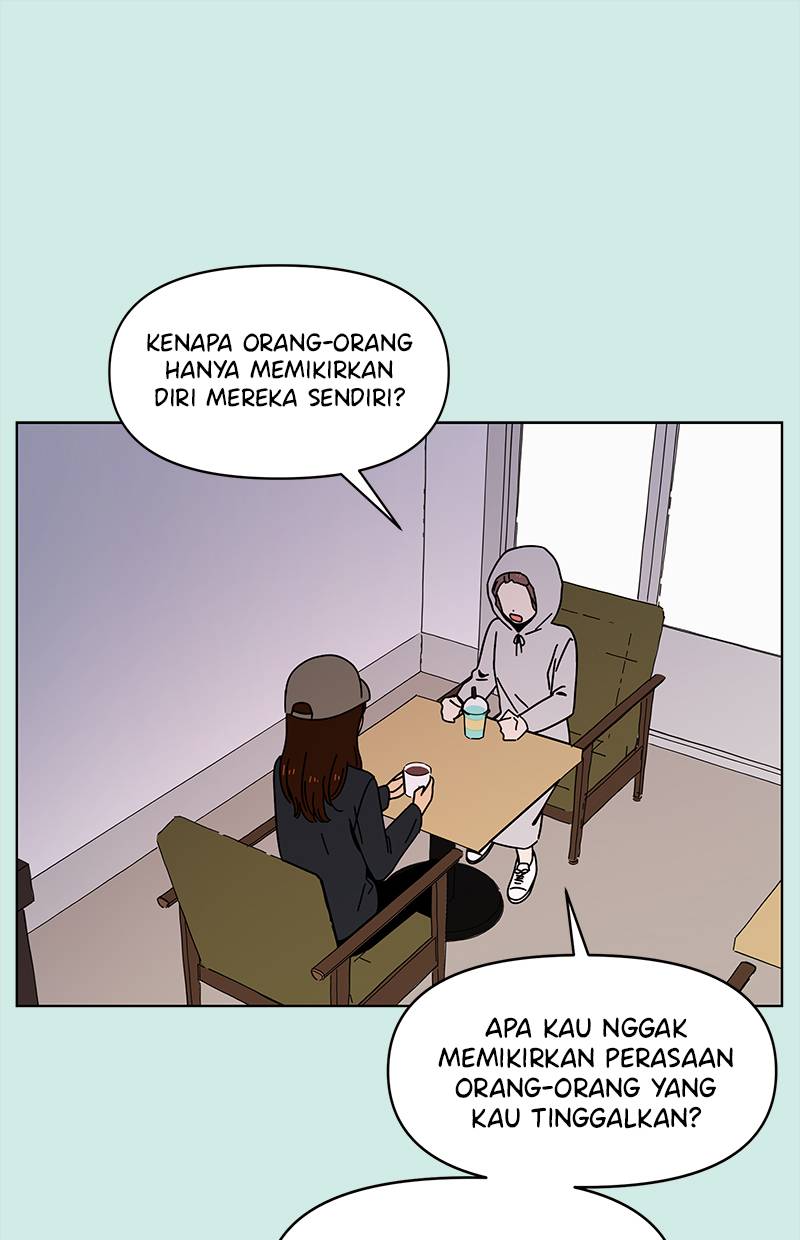 KENAPA ORANG-ORANG
HANYA MEMIKIRKAN
DIRI MEREKA SENDIRI?
APA KAU NGGAK
MEMIKIRKAN PERASAAN
ORANG-ORANG YANG
KAU TINGGALKAN?